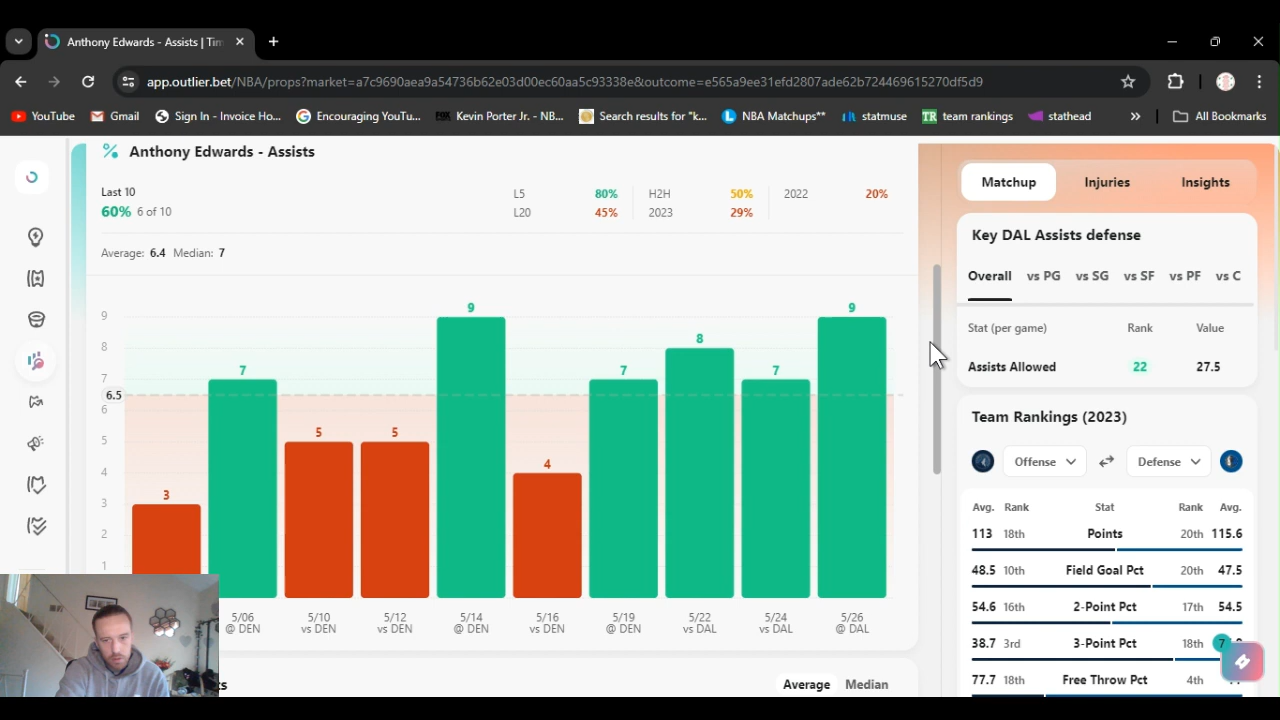 Anthony Edwards - Assists | Tim
app.outlier.bet/NBA/props?market=a7c9690aea9a54736b62e03d00ec60aa5c93338e&outcome=e565a9ee31efd2807ade62b724469615270df5d9
YouTube Gmail Sign In - Invoice Ho... Encouraging YouTu... Kevin Porter Jr. - NB... Search results for "k... NBA Matchups** statmuse team rankings stathead » All Bookmarks
Anthony Edwards - Assists
Last 10
60% 6 of 10
L5 80% H2H 50% 2022 20%
L20 45% 2023 29%
Average: 6.4 Median: 7
9
8
7
6.5
6
5
4
3
2
1
3 7 5 5 9 4 7 8 7 9
5/06 5/10 5/12 5/14 5/16 5/19 5/22 5/24 5/26
@ DEN vs DEN vs DEN @ DEN vs DEN @ DEN vs DAL vs DAL @ DAL
Average Median
Matchup Injuries Insights
Key DAL Assists defense
Overall vs PG vs SG vs SF vs PF vs C
Stat (per game) Rank Value
Assists Allowed 22 27.5
Team Rankings (2023)
Offense Defense
Avg. Rank Stat Rank Avg.
113 18th Points 20th 115.6
48.5 10th Field Goal Pct 20th 47.5
54.6 16th 2-Point Pct 17th 54.5
38.7 3rd 3-Point Pct 18th
77.7 18th Free Throw Pct 4th